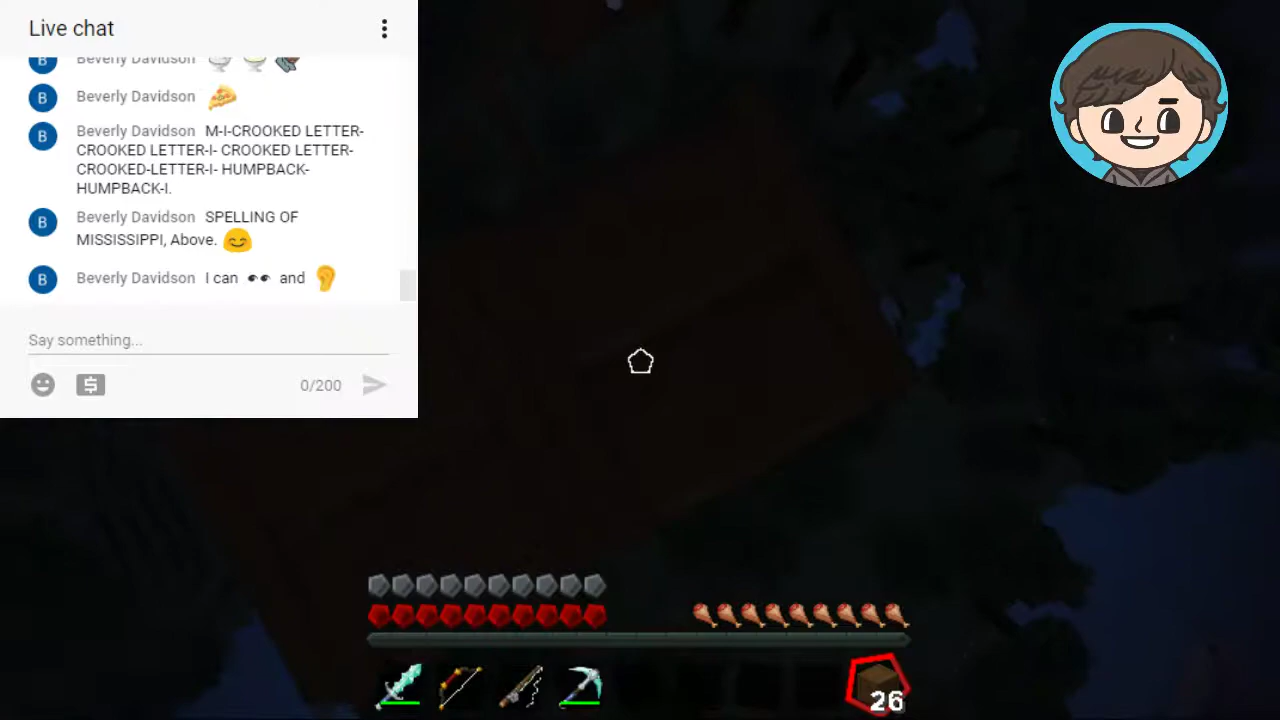 Live chat
Beverly Davidson
Beverly Davidson
Beverly Davidson M-I-CROOKED LETTER-
CROOKED LETTER-I- CROOKED LETTER-
CROOKED-LETTER-I- HUMPBACK-
HUMPBACK-I.
Beverly Davidson SPELLING OF
MISSISSIPPI, Above.
Beverly Davidson I can and
Say something...
0/200
26
B
B
B
B
B